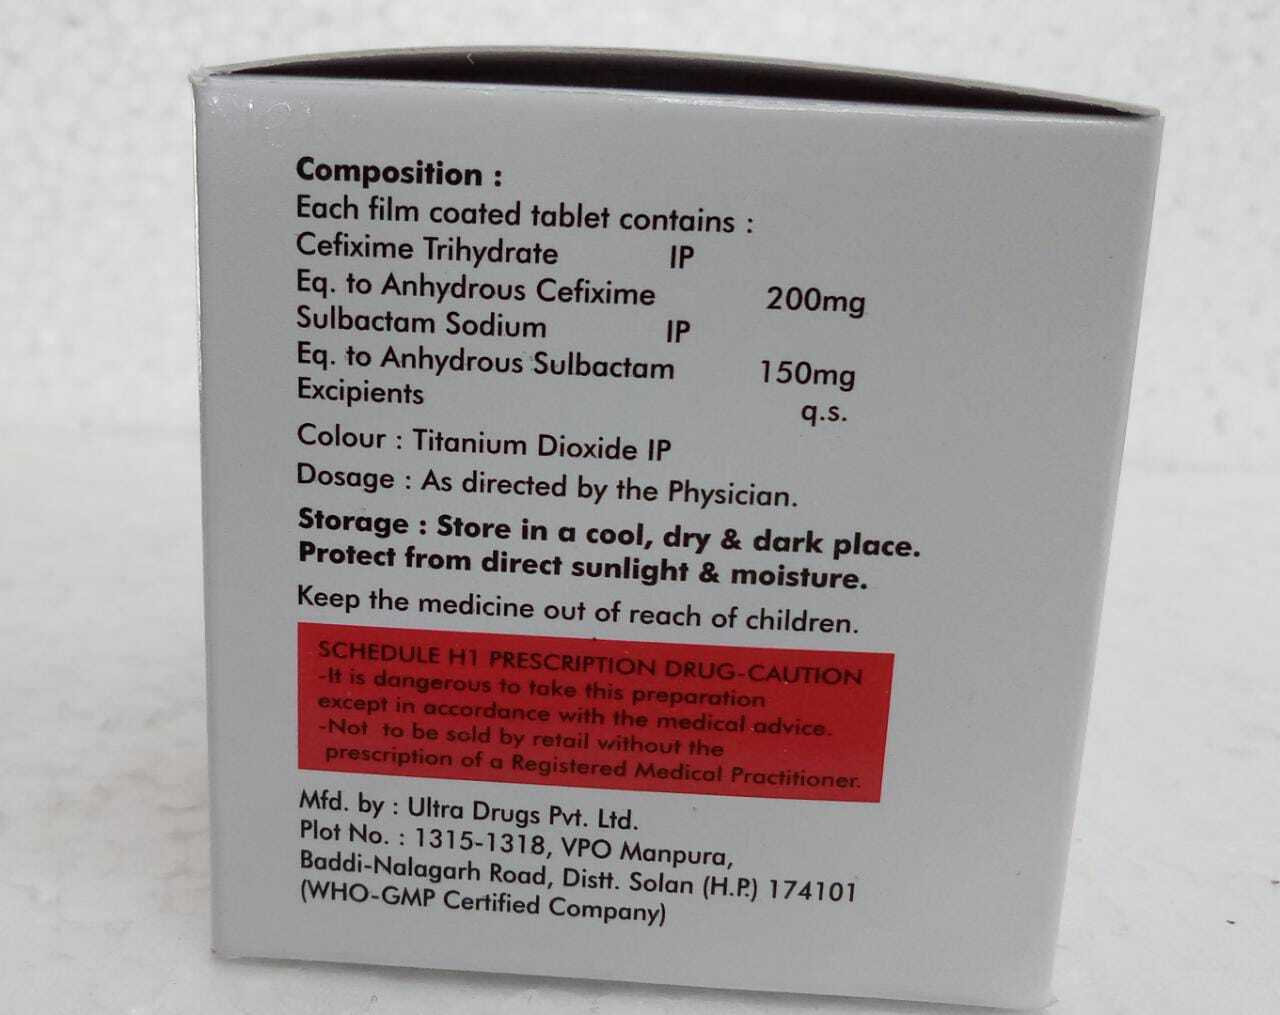 Composition :
Each film coated tablet contains :
Cefixime Trihydrate IP
Eq. to Anhydrous Cefixime 200mg
Sulbactam Sodium IP
Eq. to Anhydrous Sulbactam 150mg
Excipients q.s.
Colour : Titanium Dioxide IP
Dosage : As directed by the Physician.
Storage : Store in a cool, dry & dark place.
Protect from direct sunlight & moisture.
Keep the medicine out of reach of children.
SCHEDULE H1 PRESCRIPTION DRUG-CAUTION
-It is dangerous to take this preparation
except in accordance with the medical advice.
-Not to be sold by retail without the
prescription of a Registered Medical Practitioner.
Mfd. by : Ultra Drugs Pvt. Ltd.
Plot No. : 1315-1318, VPO Manpura,
Baddi-Nalagarh Road, Distt. Solan (H.P.) 174101
(WHO-GMP Certified Company)